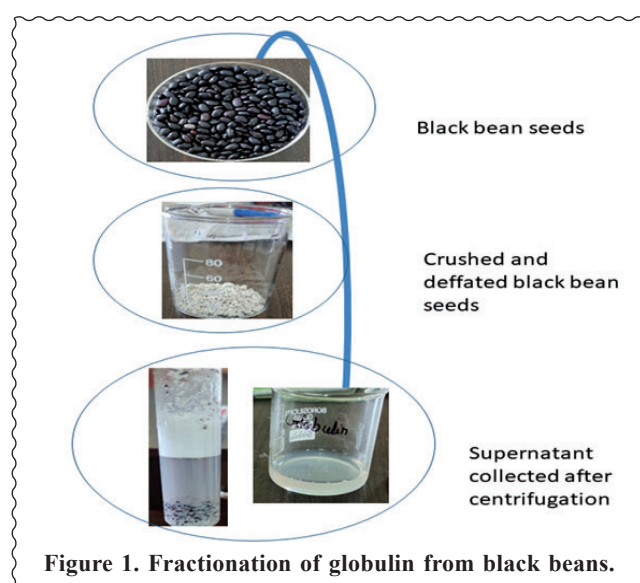 Black bean seeds
Crushed and
deffated black bean
seeds
80
60
Globulin
Supernatant
collected after
centrifugation
Figure 1. Fractionation of globulin from black beans.